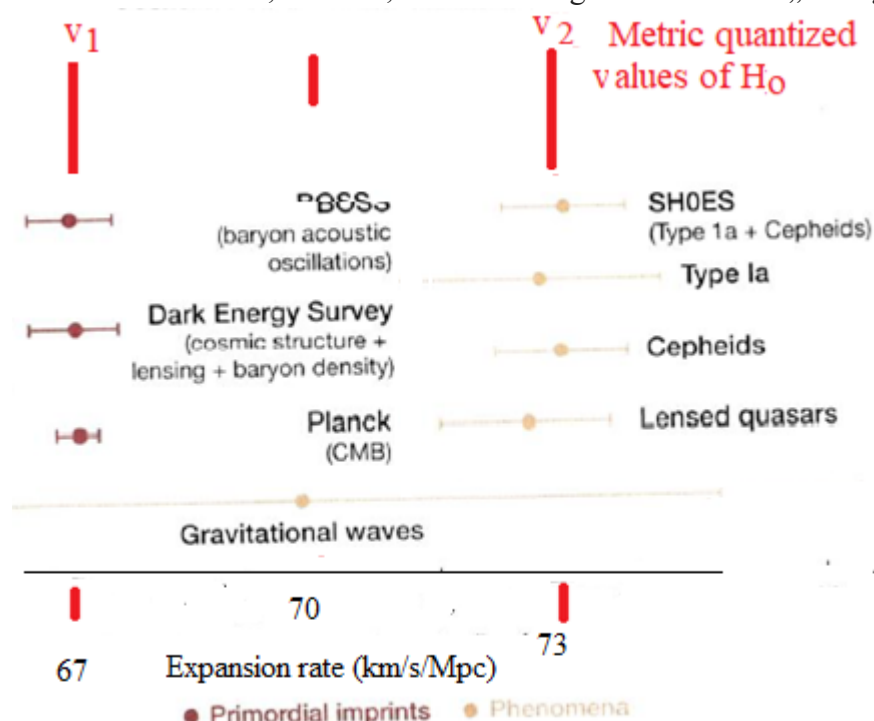 v1
v2 Metric quantized
values of Ho
(baryon acoustic
oscillations)
SH0ES
(Type 1a + Cepheids)
Type Ia
Dark Energy Survey
(cosmic structure +
lensing + baryon density)
Cepheids
Planck
(CMB)
Lensed quasars
Gravitational waves
70
67
73
Expansion rate (km/s/Mpc)
Primordial imprints
Phenomena